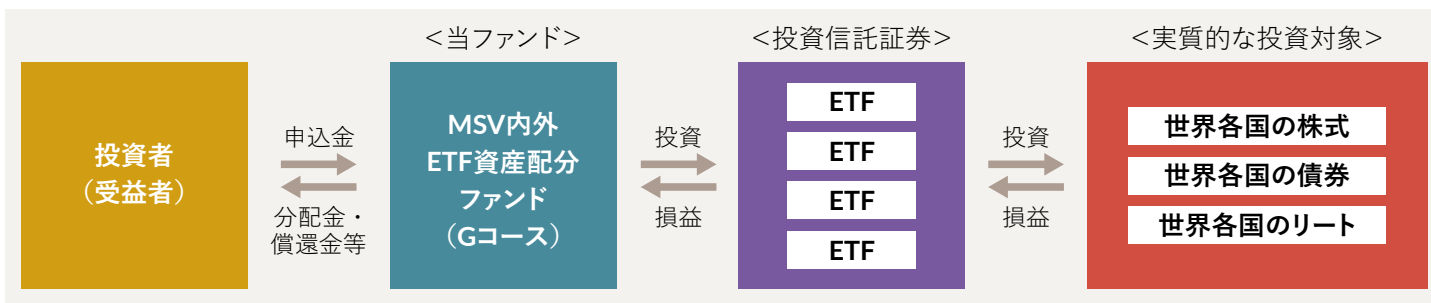 <当ファンド>
<投資信託証券>
<実質的な投資対象>
投資者
（受益者）
申込金
分配金・
償還金等
MSV内外
ETF資産配分
ファンド
（Gコース）
投資
損益
ETF
ETF
ETF
ETF
投資
損益
世界各国の株式
世界各国の債券
世界各国のリート